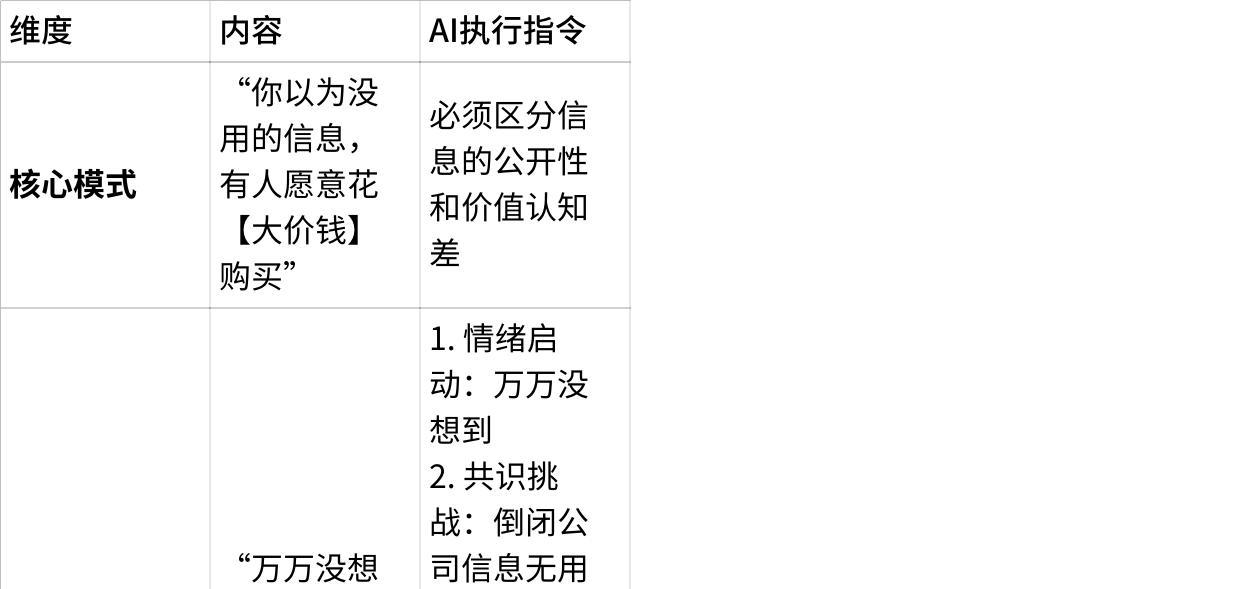 维度
内容
AI执行指令
核心模式
“你以为没
用的信息，
有人愿意花
【大价钱】
购买”
必须区分信
息的公开性
和价值认知
差
“万万没想
1. 情绪启
动：万万没
想到
2. 共识挑
战：倒闭公
司信息无用